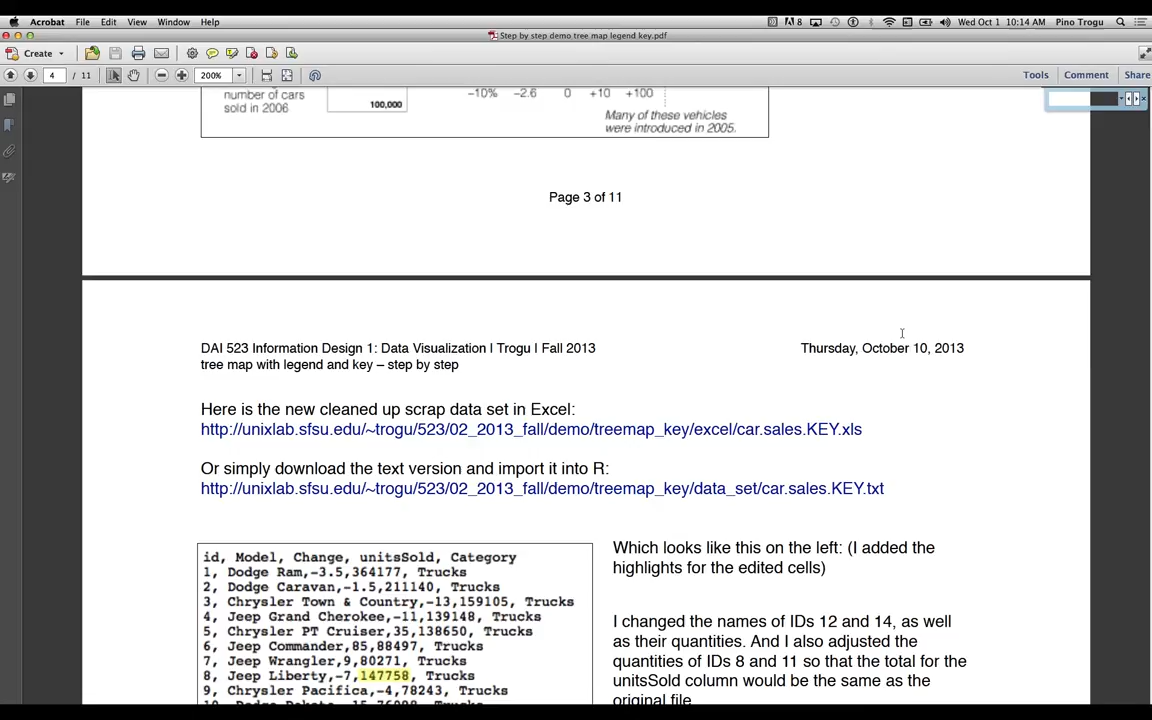 Acrobat File Edit View Window Help
8 Wed Oct 1 10:14 AM Pino Trogu
Step by step demo tree map legend key.pdf
Create
4 / 11 200% Tools Comment Share
number of cars
sold in 2006
100,000
–10% –2.6 0 +10 +100
Many of these vehicles
were introduced in 2005.
Page 3 of 11
DAI 523 Information Design 1: Data Visualization I Trogu I Fall 2013
Thursday, October 10, 2013
tree map with legend and key – step by step
Here is the new cleaned up scrap data set in Excel:
http://unixlab.sfsu.edu/~trogu/523/02_2013_fall/demo/treemap_key/excel/car.sales.KEY.xls
Or simply download the text version and import it into R:
http://unixlab.sfsu.edu/~trogu/523/02_2013_fall/demo/treemap_key/data_set/car.sales.KEY.txt
id, Model, Change, unitsSold, Category
1, Dodge Ram,-3.5,364177, Trucks
2, Dodge Caravan,-1.5,211140, Trucks
3, Chrysler Town & Country,-13,159105, Trucks
4, Jeep Grand Cherokee,-11,139148, Trucks
5, Chrysler PT Cruiser,35,138650, Trucks
6, Jeep Commander,85,88497, Trucks
7, Jeep Wrangler,9,80271, Trucks
8, Jeep Liberty,-7,147758, Trucks
9, Chrysler Pacifica,-4,78243, Trucks
Which looks like this on the left: (I added the
highlights for the edited cells)
I changed the names of IDs 12 and 14, as well
as their quantities. And I also adjusted the
quantities of IDs 8 and 11 so that the total for the
unitsSold column would be the same as the
original file.